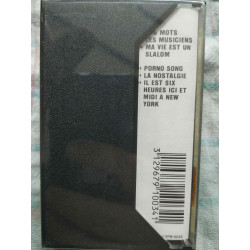 MOTS
LES MUSICIENS
• MA VIE EST UN
SLALOM
• PORNO SONG
• LA NOSTALGIE
• IL EST SIX
HEURES ICI ET
MIDI A NEW
YORK
3129679100341